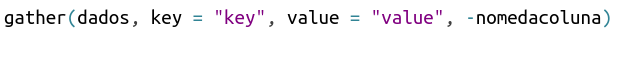 gather(dados, key = "key", value = "value", -nomedacoluna)